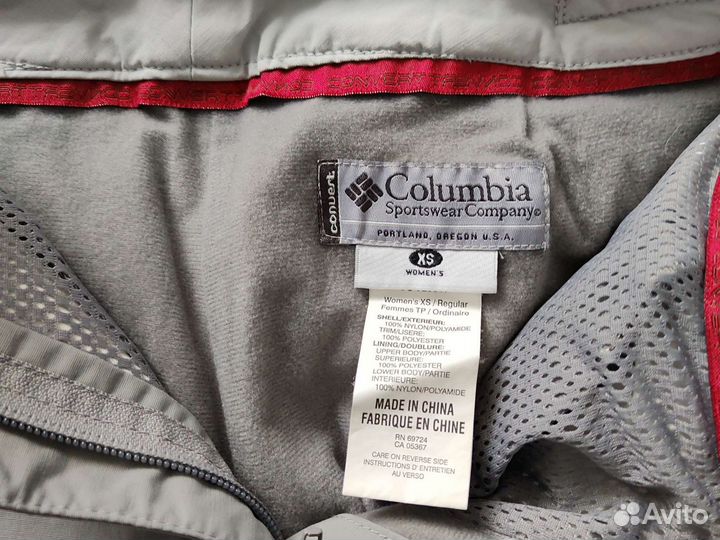 CONVERT
convert
Columbia
Sportswear Company
PORTLAND, OREGON U.S.A.
XS
WOMEN'S
Women's XS / Regular
Femmes TP / Ordinaire
SHELL/EXTERIEUR:
100% NYLON/POLYAMIDE
TRIM/LISERE:
100% POLYESTER
LINING/DOUBLURE:
UPPER BODY/PARTIE
SUPERIEURE:
100% POLYESTER
LOWER BODY/PARTIE
INTERIEURE:
100% NYLON/POLYAMIDE
MADE IN CHINA
FABRIQUE EN CHINE
RN 69724
CA 05367
CARE ON REVERSE SIDE
INSTRUCTIONS D' ENTRETIEN
AU VERSO
Avito